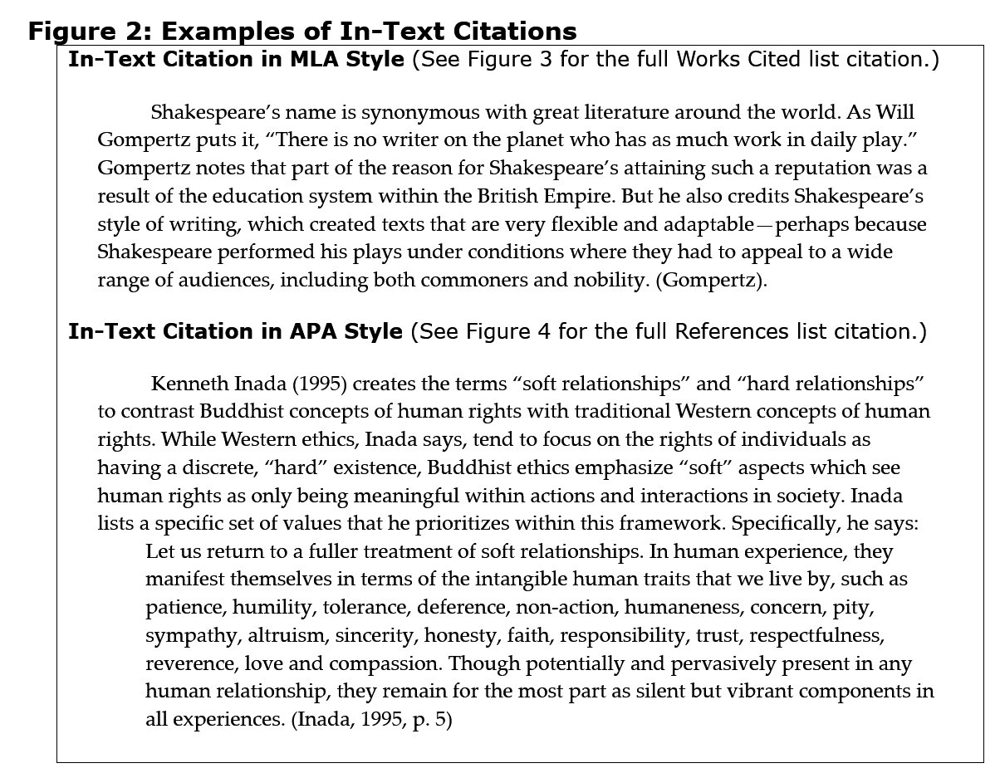 Figure 2: Examples of In-Text Citations
In-Text Citation in MLA Style (See Figure 3 for the full Works Cited list citation.)
Shakespeare’s name is synonymous with great literature around the world. As Will
Gompertz puts it, “There is no writer on the planet who has as much work in daily play.”
Gompertz notes that part of the reason for Shakespeare’s attaining such a reputation was a
result of the education system within the British Empire. But he also credits Shakespeare’s
style of writing, which created texts that are very flexible and adaptable—perhaps because
Shakespeare performed his plays under conditions where they had to appeal to a wide
range of audiences, including both commoners and nobility. (Gompertz).
In-Text Citation in APA Style (See Figure 4 for the full References list citation.)
Kenneth Inada (1995) creates the terms “soft relationships” and “hard relationships”
to contrast Buddhist concepts of human rights with traditional Western concepts of human
rights. While Western ethics, Inada says, tend to focus on the rights of individuals as
having a discrete, “hard” existence, Buddhist ethics emphasize “soft” aspects which see
human rights as only being meaningful within actions and interactions in society. Inada
lists a specific set of values that he prioritizes within this framework. Specifically, he says:
Let us return to a fuller treatment of soft relationships. In human experience, they
manifest themselves in terms of the intangible human traits that we live by, such as
patience, humility, tolerance, deference, non-action, humaneness, concern, pity,
sympathy, altruism, sincerity, honesty, faith, responsibility, trust, respectfulness,
reverence, love and compassion. Though potentially and pervasively present in any
human relationship, they remain for the most part as silent but vibrant components in
all experiences. (Inada, 1995, p. 5)